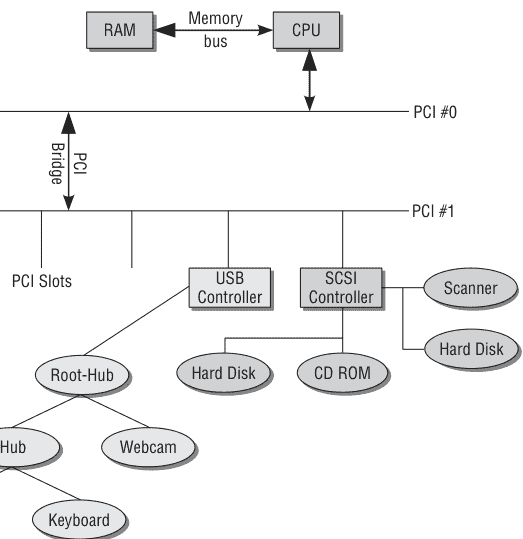 RAM
Memory
bus
CPU
PCI #0
PCI
Bridge
PCI #1
PCI Slots
USB
Controller
SCSI
Controller
Scanner
Hard Disk
Root-Hub
Hard Disk
CD ROM
Hub
Webcam
Keyboard